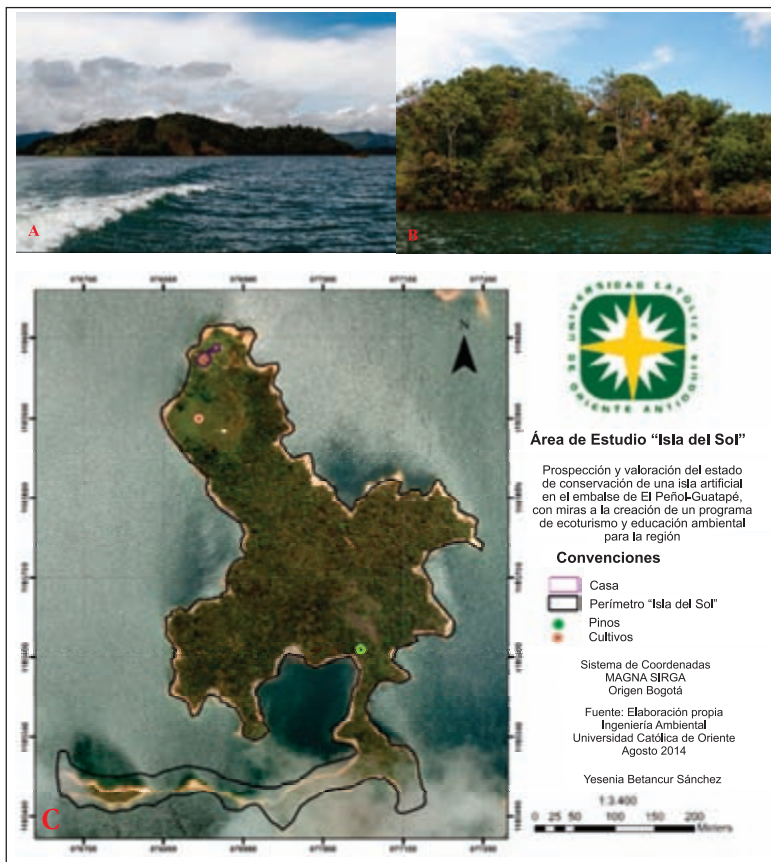 A
B
N
UNIVERSIDAD CATÓLICA DE ORIENTE ANTIOQUIA
Área de Estudio “Isla del Sol”
Prospección y valoración del estado
de conservación de una isla artificial
en el embalse de El Peñol-Guatapé,
con miras a la creación de un programa
de ecoturismo y educación ambiental
para la región
Convenciones
Casa
Perímetro “Isla del Sol”
Pinos
Cultivos
Sistema de Coordenadas
MAGNA SIRGA
Origen Bogotá
Fuente: Elaboración propia
Ingeniería Ambiental
Universidad Católica de Oriente
Agosto 2014
Yesenia Betancur Sánchez
1:3.400
0 25 50 100 150 200
Meters
C